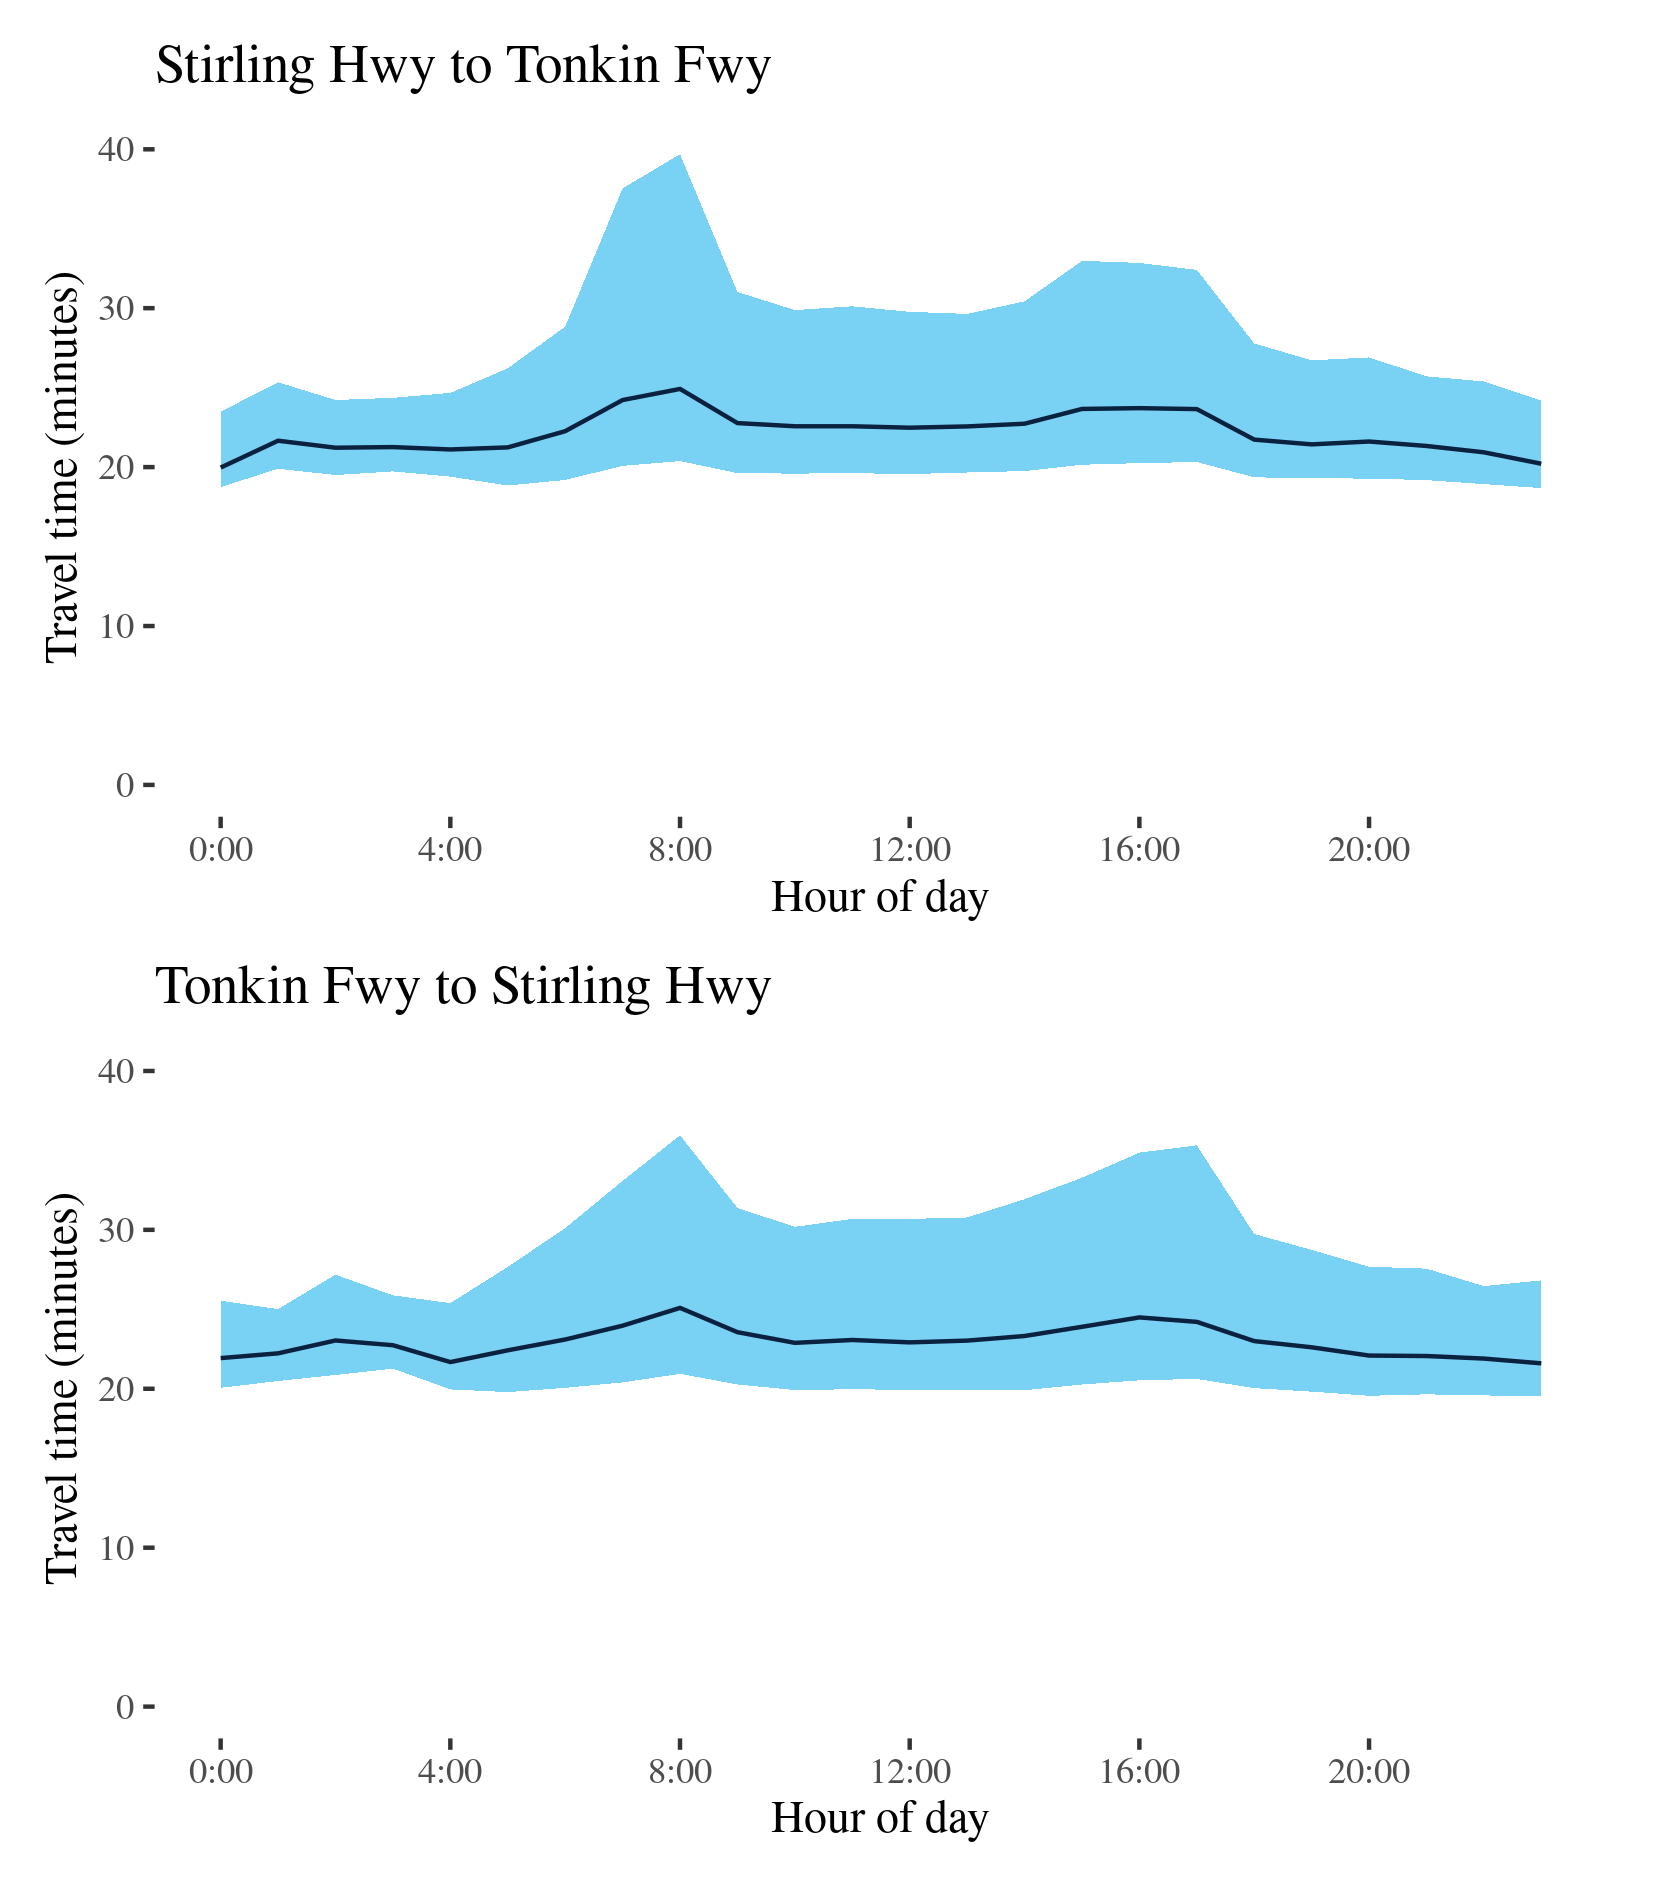 Stirling Hwy to Tonkin Fwy
40
30
20
10
0
Travel time (minutes)
0:00 4:00 8:00 12:00 16:00 20:00
Hour of day
Tonkin Fwy to Stirling Hwy
40
30
20
10
0
Travel time (minutes)
0:00 4:00 8:00 12:00 16:00 20:00
Hour of day